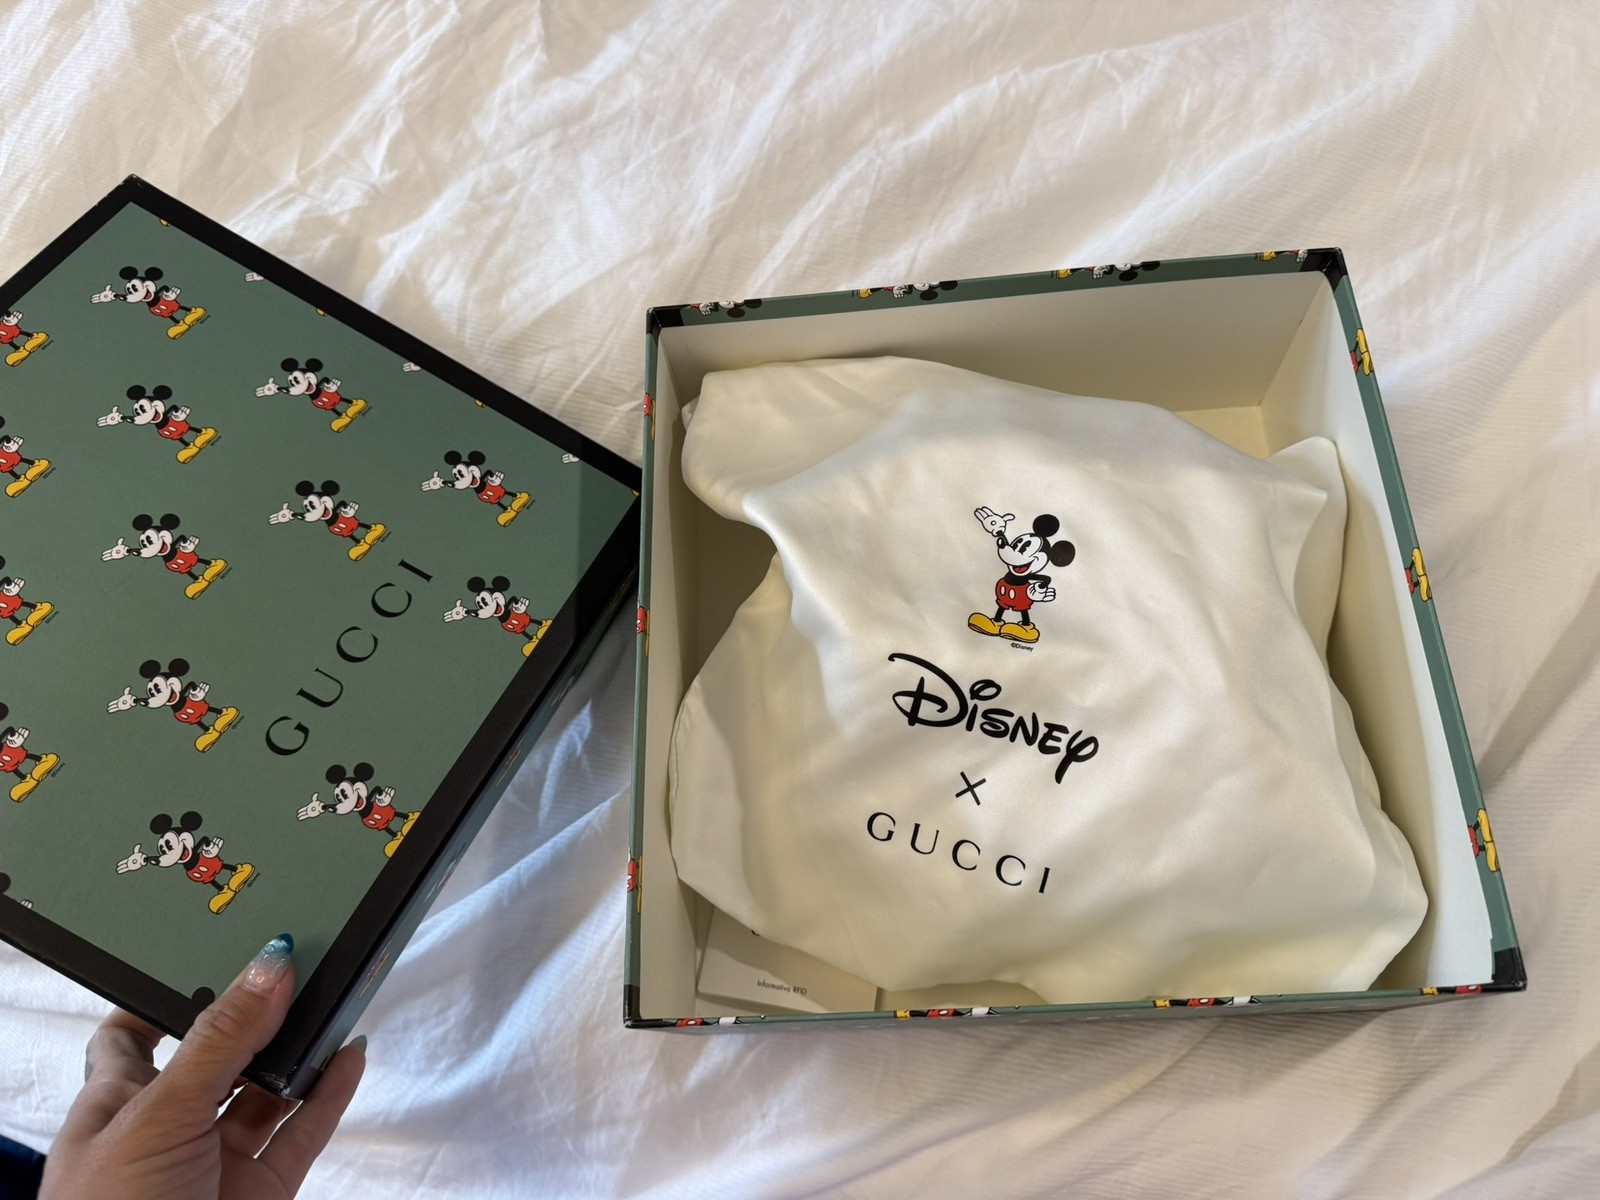 GUCCI
©Disney
Disney
×
GUCCI
Informativa RFID